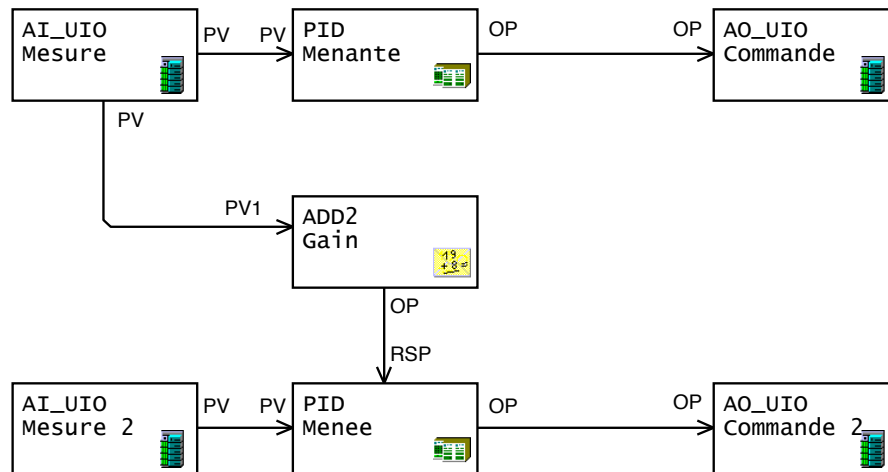 AI_UIO
Mesure
PV
PV
PID
Menante
OP
OP
AO_UIO
Commande
PV
PV1
ADD2
Gain
19
+8=
OP
RSP
AI_UIO
Mesure 2
PV
PV
PID
Menee
OP
OP
AO_UIO
Commande 2